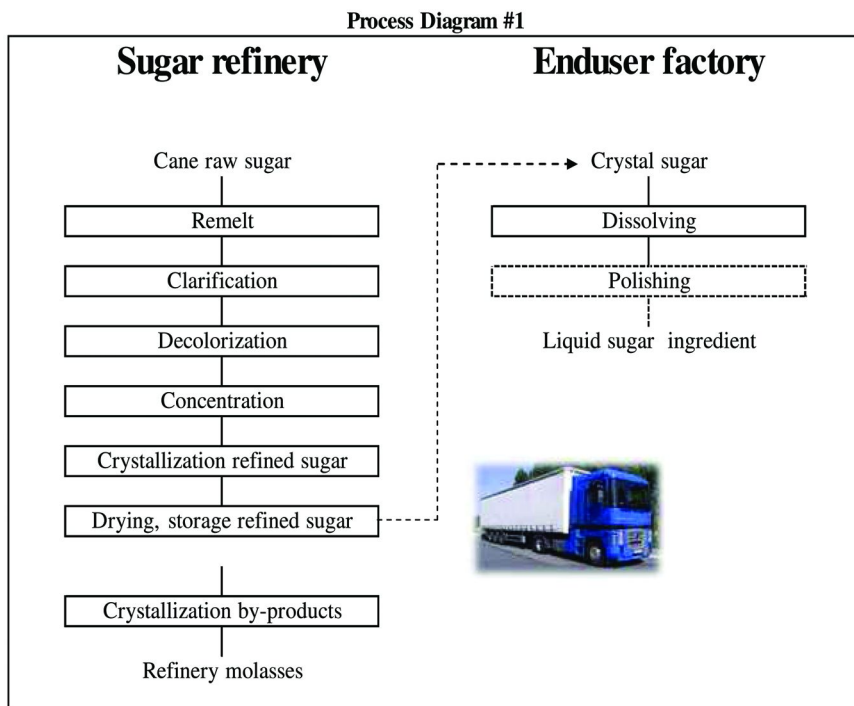 Process Diagram #1
Sugar refinery
Cane raw sugar
Remelt
Clarification
Decolorization
Concentration
Crystallization refined sugar
Drying, storage refined sugar
Crystallization by-products
Refinery molasses
Enduser factory
Crystal sugar
Dissolving
Polishing
Liquid sugar ingredient